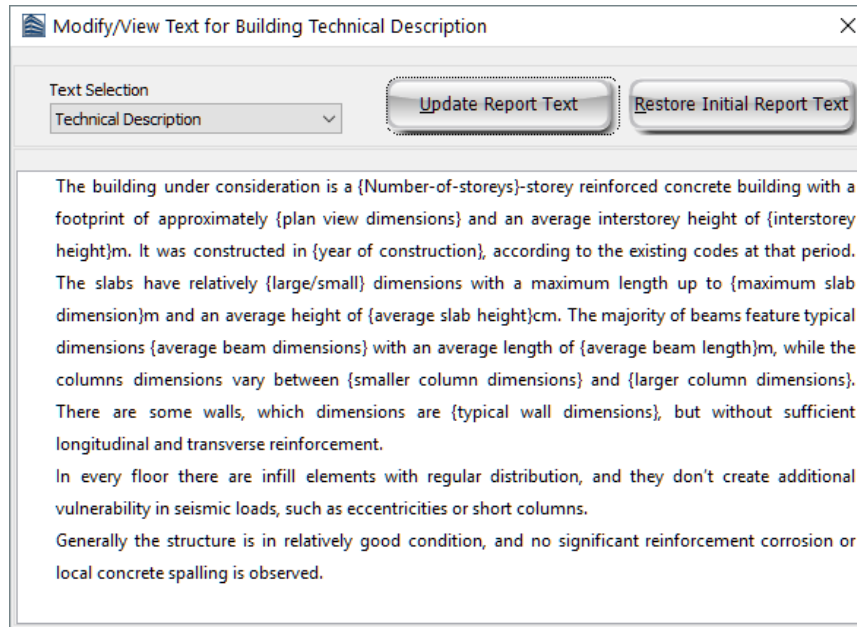 Modify/View Text for Building Technical Description
Text Selection
Technical Description
Update Report Text
Restore Initial Report Text
The building under consideration is a {Number-of-storeys}-storey reinforced concrete building with a
footprint of approximately {plan view dimensions} and an average interstorey height of {interstorey
height}m. It was constructed in {year of construction}, according to the existing codes at that period.
The slabs have relatively {large/small} dimensions with a maximum length up to {maximum slab
dimension}m and an average height of {average slab height}cm. The majority of beams feature typical
dimensions {average beam dimensions} with an average length of {average beam length}m, while the
columns dimensions vary between {smaller column dimensions} and {larger column dimensions}.
There are some walls, which dimensions are {typical wall dimensions}, but without sufficient
longitudinal and transverse reinforcement.
In every floor there are infill elements with regular distribution, and they don't create additional
vulnerability in seismic loads, such as eccentricities or short columns.
Generally the structure is in relatively good condition, and no significant reinforcement corrosion or
local concrete spalling is observed.